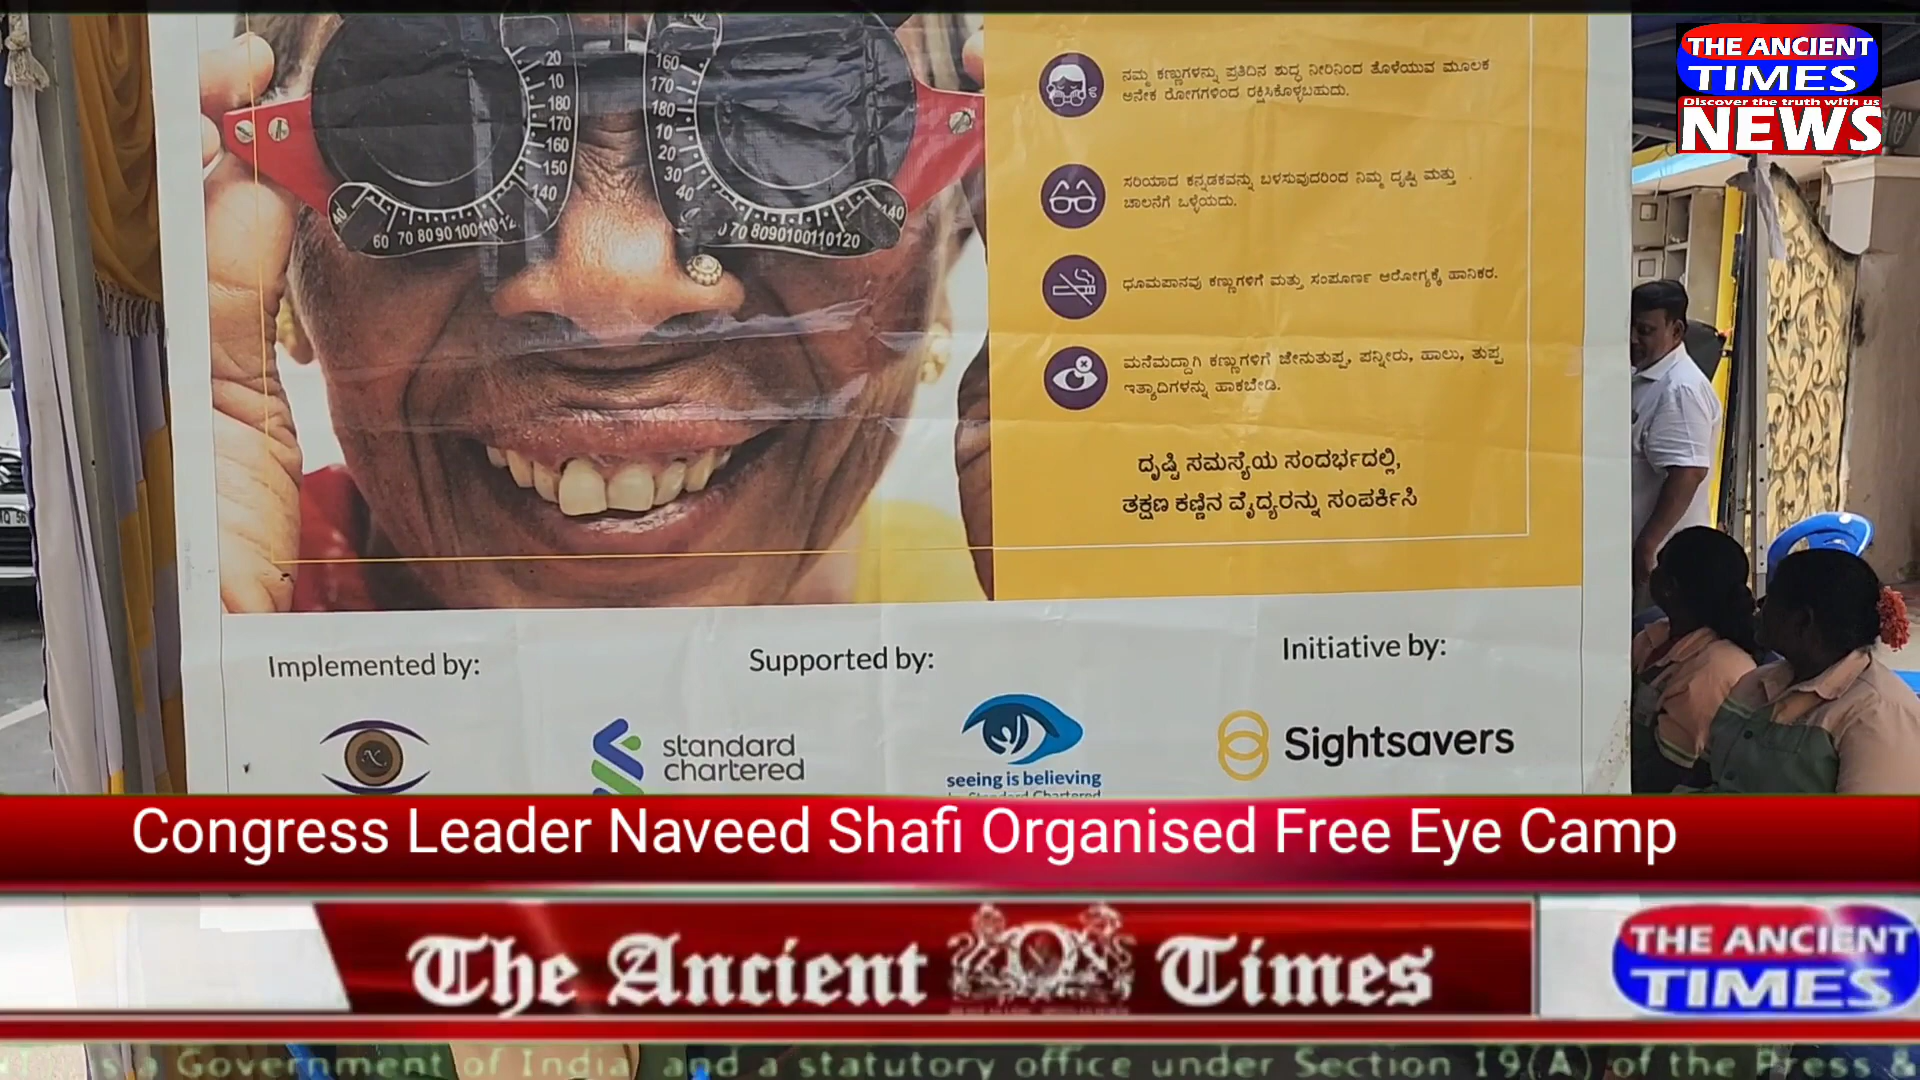 THE ANCIENT
TIMES
Discover the truth with us
NEWS
ನಮ್ಮ ಕಣ್ಣುಗಳನ್ನು ಪ್ರತಿದಿನ ಶುದ್ಧ ನೀರಿನಿಂದ ತೊಳೆಯುವ ಮೂಲಕ
ಅನೇಕ ರೋಗಗಳಿಂದ ರಕ್ಷಿಸಿಕೊಳ್ಳಬಹುದು.
ಸರಿಯಾದ ಕನ್ನಡಕವನ್ನು ಬಳಸುವುದರಿಂದ ನಿಮ್ಮ ದೃಷ್ಟಿ ಮತ್ತು
ಚಾಲನೆಗೆ ಒಳ್ಳೆಯದು.
ಧೂಮಪಾನವು ಕಣ್ಣುಗಳಿಗೆ ಮತ್ತು ಸಂಪೂರ್ಣ ಆರೋಗ್ಯಕ್ಕೆ ಹಾನಿಕರ.
ಮನೆಮದ್ದಾಗಿ ಕಣ್ಣುಗಳಿಗೆ ಜೇನುತುಪ್ಪ, ಪನ್ನೀರು, ಹಾಲು, ತುಪ್ಪ
ಇತ್ಯಾದಿಗಳನ್ನು ಹಾಕಬೇಡಿ.
ದೃಷ್ಟಿ ಸಮಸ್ಯೆಯ ಸಂದರ್ಭದಲ್ಲಿ,
ತಕ್ಷಣ ಕಣ್ಣಿನ ವೈದ್ಯರನ್ನು ಸಂಪರ್ಕಿಸಿ
20
10
180
170
160
150
140
60 70 80 90 100 110 12
160
170
180
10
20
30
40
70 80 90 100 110 120
140
Implemented by:
Supported by:
Initiative by:
standard
chartered
seeing is believing
Sightsavers
Congress Leader Naveed Shafi Organised Free Eye Camp
The Ancient Times
THE ANCIENT
TIMES
is a Government of India and a statutory office under Section 19(A) of the Press &